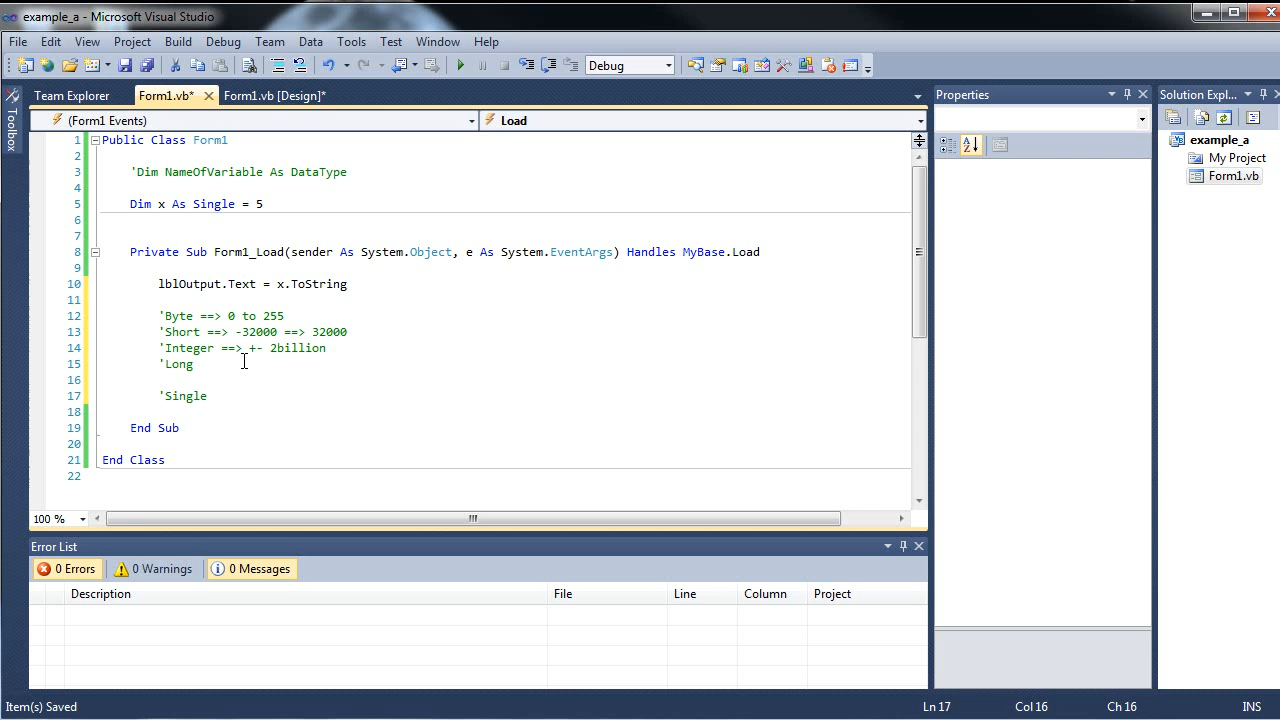 example_a - Microsoft Visual Studio
File Edit View Project Build Debug Team Data Tools Test Window Help
Debug
Toolbox
Team Explorer Form1.vb* Form1.vb [Design]*
(Form1 Events) Load
1 Public Class Form1
2
3 'Dim NameOfVariable As DataType
4
5 Dim x As Single = 5
6
7
8 Private Sub Form1_Load(sender As System.Object, e As System.EventArgs) Handles MyBase.Load
9
10 lblOutput.Text = x.ToString
11
12 'Byte ==> 0 to 255
13 'Short ==> -32000 ==> 32000
14 'Integer ==> +- 2billion
15 'Long
16
17 'Single
18
19 End Sub
20
21 End Class
22
100 %
Properties
Solution Expl...
example_a
My Project
Form1.vb
Error List
0 Errors 0 Warnings 0 Messages
Description File Line Column Project
Item(s) Saved Ln 17 Col 16 Ch 16 INS